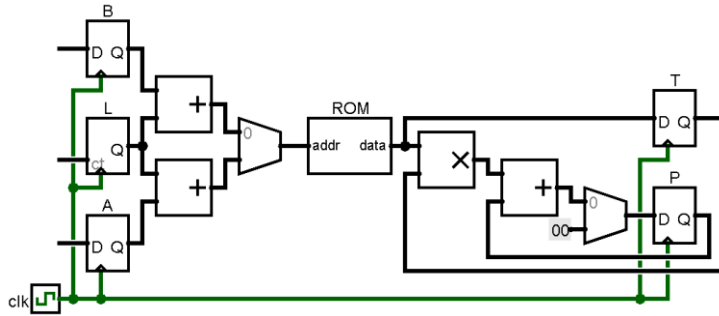 B
D Q
+
L
Q
ct
0
ROM
addr data
T
D Q
×
+
A
D Q
+
0
00
P
D Q
clk